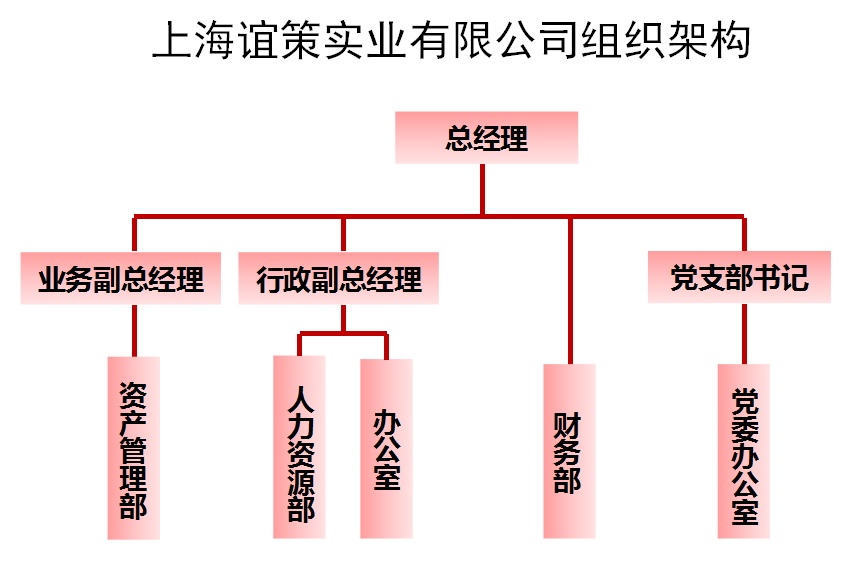 上海谊策实业有限公司组织架构
总经理
业务副总经理
行政副总经理
党支部书记
资产管理部
人力资源部
办公室
财务部
党委办公室